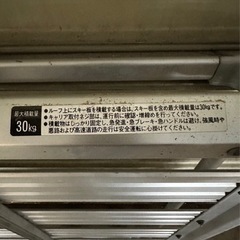 最大積載量
30kg
●ルーフ上にスキー板を積載する場合は、スキー板を含め最大積載量は30kgです。
●キャリア取付ネジ部は、運行前に確認・増締めを行ってください。
●積載物はしっかり固定し、急発進・急ブレーキ・急ハンドルは避け、強風時や
悪路および高速道路の走行は安全運転に心掛けてください。